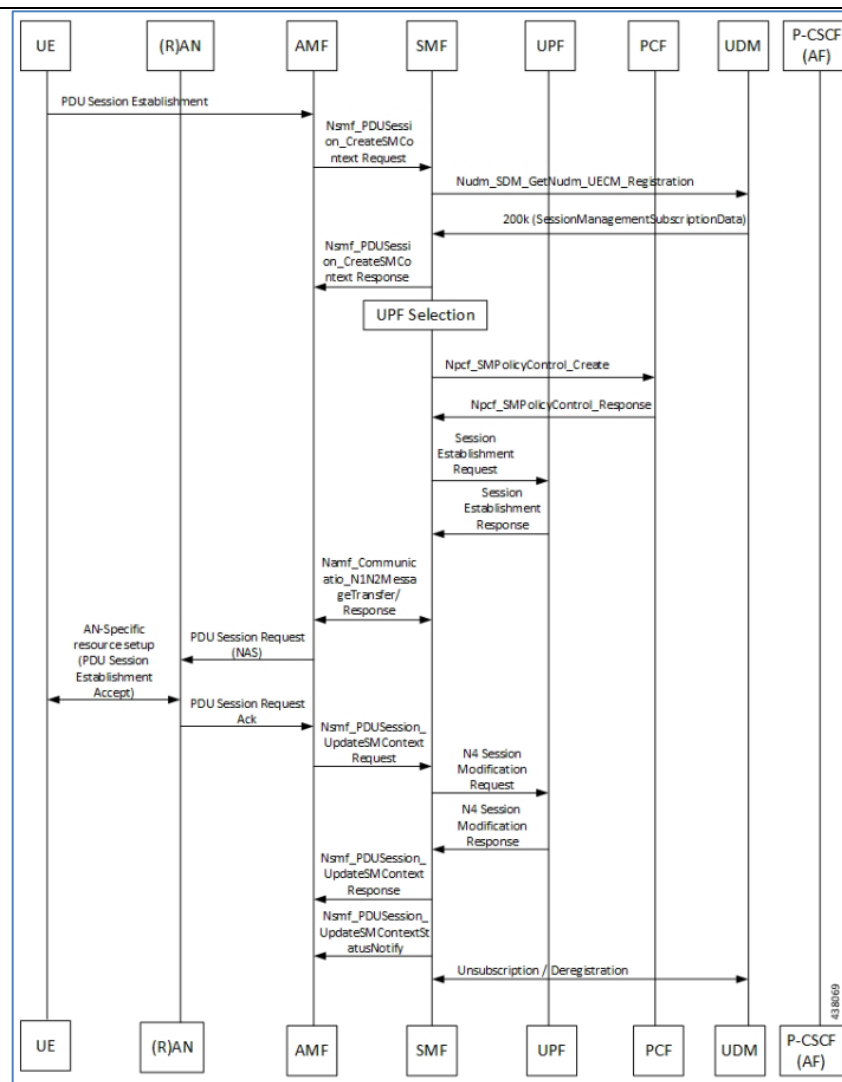 UE
(R)AN
AMF
SMF
UPF
PCF
UDM
P-CSCF
(AF)
PDU Session Establishment
Nsmf_PDUSessi
on_CreateSMCo
ntext Request
Nudm_SDM_GetNudm_UECM_Registration
200k (SessionManagementSubscriptionData)
Nsmf_PDUSessi
on_CreateSMCo
ntext Response
UPF Selection
Npcf_SMPolicyControl_Create
Npcf_SMPolicyControl_Response
Session
Establishment
Request
Session
Establishment
Response
Namf_Communic
atio_N1N2Messa
geTransfer/
Response
AN-Specific
resource setup
(PDU Session
Establishment
Accept)
PDU Session Request
(NAS)
PDU Session Request
Ack
Nsmf_PDUSession_
UpdateSMContext
Request
N4 Session
Modification
Request
N4 Session
Modification
Response
Nsmf_PDUSession_
UpdateSMContext
Response
Nsmf_PDUSession_
UpdateSMContextSt
atusNotify
Unsubscription / Deregistration
438069
UE
(R)AN
AMF
SMF
UPF
PCF
UDM
P-CSCF
(AF)